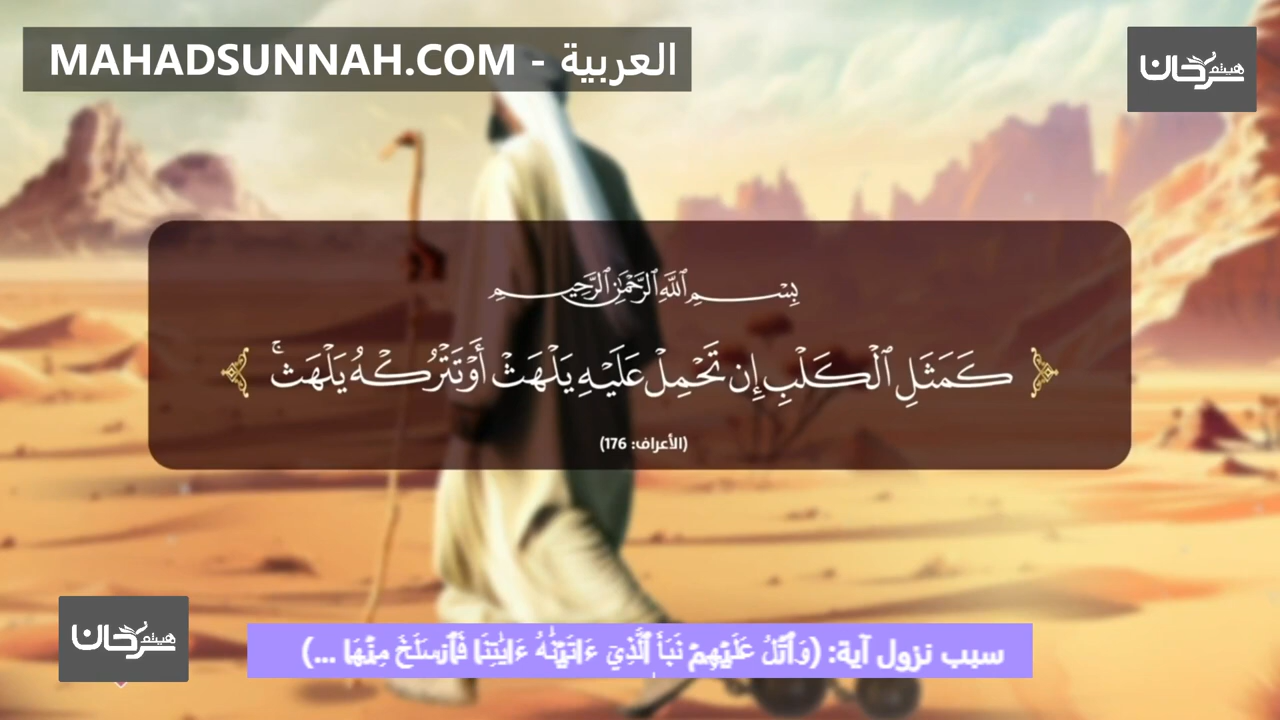 MAHADSUNNAH.COM - العربية
هيثم سرحان
بِسْمِ ٱللَّهِ ٱلرَّحْمَٰنِ ٱلرَّحِيمِ
كَمَثَلِ ٱلْكَلْبِ إِن تَحْمِلْ عَلَيْهِ يَلْهَثْ أَوْ تَتْرُكْهُ يَلْهَثۚ
(الأعراف: 176)
هيثم سرحان
سبب نزول آية: (وَٱتْلُ عَلَيْهِمْ نَبَأَ ٱلَّذِيٓ ءَاتَيْنَٰهُ ءَايَٰتِنَا فَٱنسَلَخَ مِنْهَا ...)